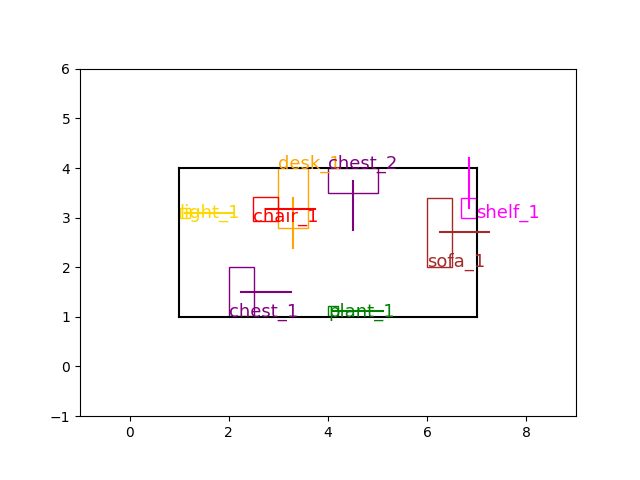 6
5
4
3
2
1
0
−1
0
2
4
6
8
desk_1
chest_2
light_1
chair_1
shelf_1
sofa_1
chest_1
plant_1